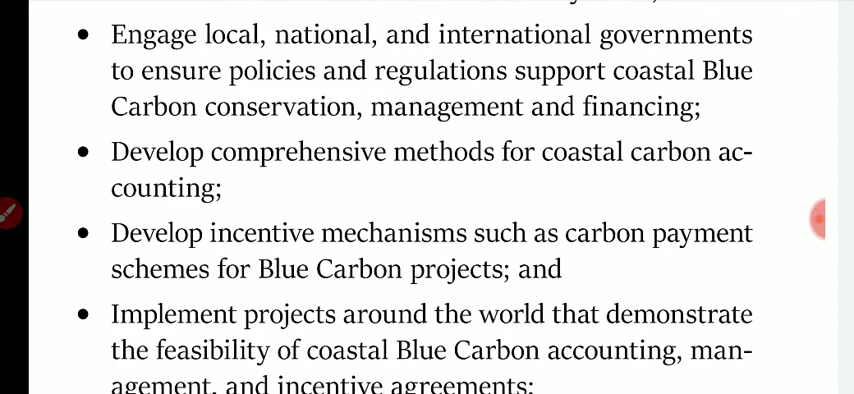 • Engage local, national, and international governments
to ensure policies and regulations support coastal Blue
Carbon conservation, management and financing;
• Develop comprehensive methods for coastal carbon ac-
counting;
• Develop incentive mechanisms such as carbon payment
schemes for Blue Carbon projects; and
• Implement projects around the world that demonstrate
the feasibility of coastal Blue Carbon accounting, man-
agement, and incentive agreements;